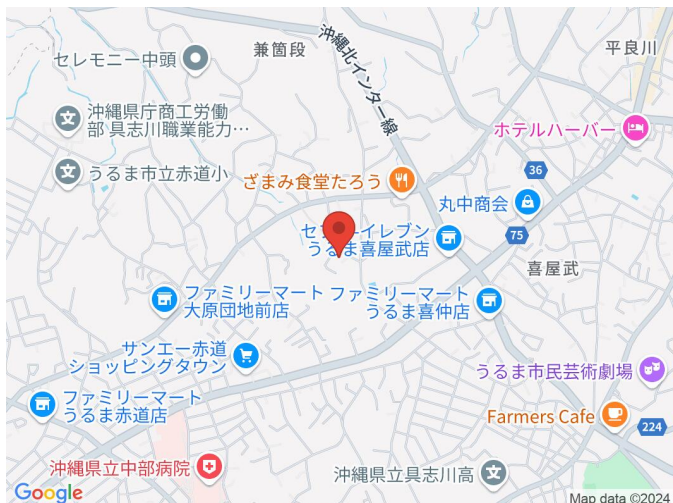 セレモニー中頭
兼箇段
沖縄北インター線
平良川
沖縄県庁商工労働
部 具志川職業能力…
ホテルハーバー
うるま市立赤道小
ざまみ食堂たろう
36
丸中商会
セブン-イレブン
うるま喜屋武店
75
喜屋武
ファミリーマート
大原団地前店
ファミリーマート
うるま喜仲店
サンエー赤道
ショッピングタウン
うるま市民芸術劇場
ファミリーマート
うるま赤道店
Farmers Cafe
224
沖縄県立中部病院
沖縄県立具志川高
Google
Map data ©2024